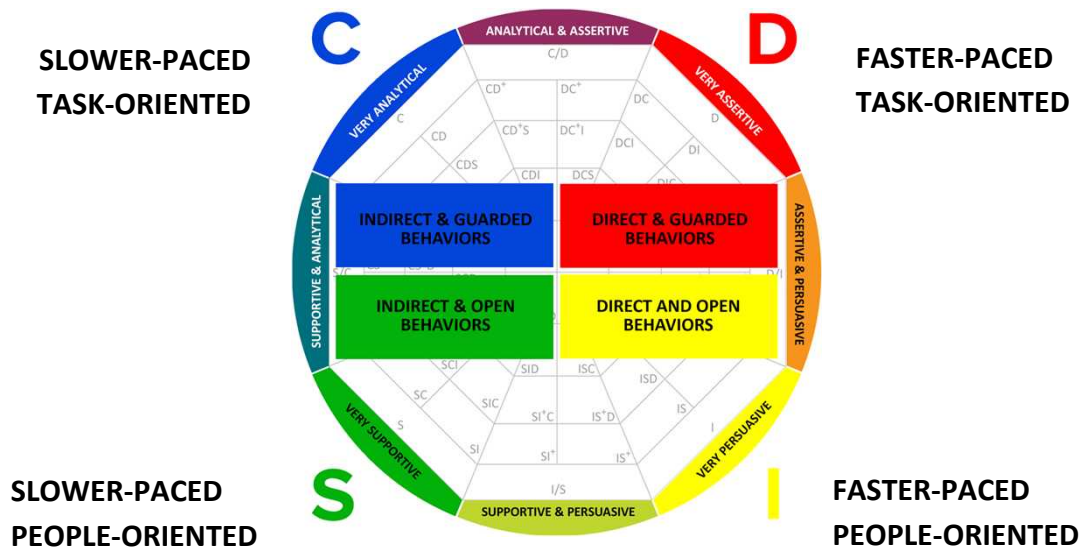 C
D
SLOWER-PACED
TASK-ORIENTED
FASTER-PACED
TASK-ORIENTED
ANALYTICAL & ASSERTIVE
VERY ANALYTICAL
VERY ASSERTIVE
C/D
CD⁺
DC⁺
C
DC
D
CD
CD⁺S
DC⁺I
DCI
DI
CDS
CDI
DCS
INDIRECT & GUARDED
BEHAVIORS
DIRECT & GUARDED
BEHAVIORS
SUPPORTIVE & ANALYTICAL
ASSERTIVE & PERSUASIVE
S/C
D/I
INDIRECT & OPEN
BEHAVIORS
DIRECT AND OPEN
BEHAVIORS
SCI
SID
ISC
ISD
SC
SIC
IS
S
SI⁺C
IS⁺D
I
SI
SI⁺
IS⁺
VERY SUPPORTIVE
VERY PERSUASIVE
I/S
SUPPORTIVE & PERSUASIVE
S
I
SLOWER-PACED
PEOPLE-ORIENTED
FASTER-PACED
PEOPLE-ORIENTED